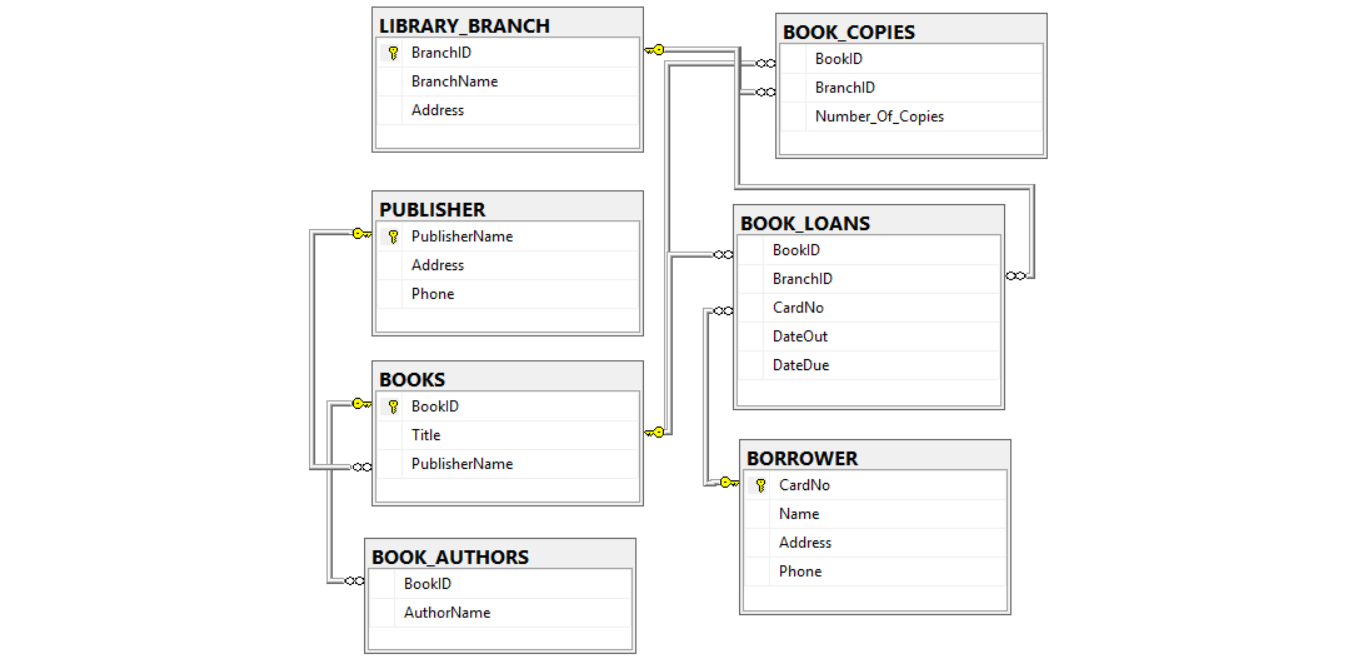 LIBRARY_BRANCH
BranchID
BranchName
Address
PUBLISHER
PublisherName
Address
Phone
BOOKS
BookID
Title
PublisherName
BOOK_AUTHORS
BookID
AuthorName
BOOK_COPIES
BookID
BranchID
Number_Of_Copies
BOOK_LOANS
BookID
BranchID
CardNo
DateOut
DateDue
BORROWER
CardNo
Name
Address
Phone